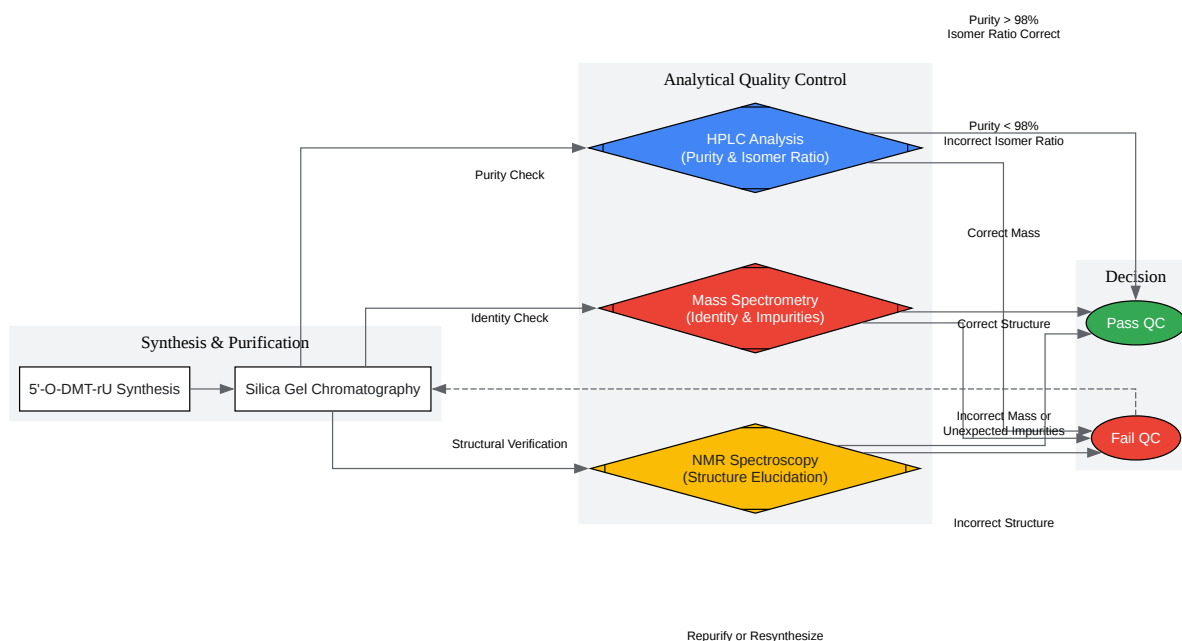 Purity > 98%
Isomer Ratio Correct
Analytical Quality Control
HPLC Analysis
(Purity & Isomer Ratio)
Purity < 98%
Incorrect Isomer Ratio
Purity Check
Correct Mass
Decision
Mass Spectrometry
(Identity & Impurities)
Identity Check
Correct Structure
Pass QC
Synthesis & Purification
5'-O-DMT-rU Synthesis
Silica Gel Chromatography
Incorrect Mass or
Unexpected Impurities
Fail QC
Structural Verification
NMR Spectroscopy
(Structure Elucidation)
Incorrect Structure
Repurify or Resynthesize